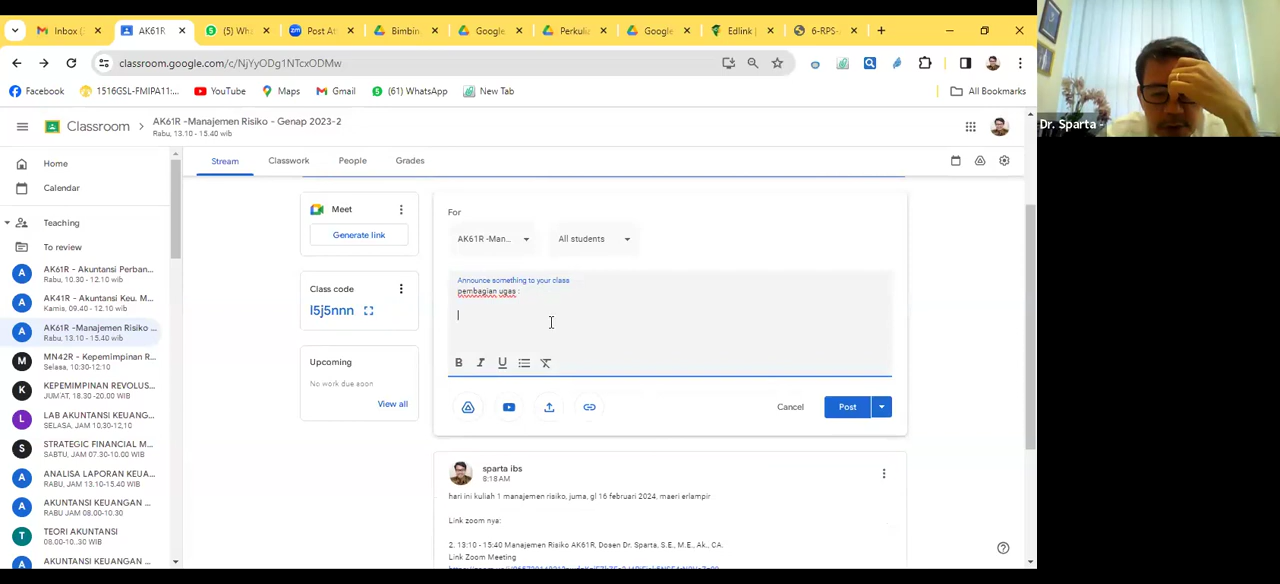 Inbox (
AK61R
(5) Wh
Post At
Bimbin
Google
Perkulia
Google
Edlink |
6-RPS-
classroom.google.com/c/NjYyODg1NTcxODMw
Facebook
1516GSL-FMIPA11:...
YouTube
Maps
Gmail
(61) WhatsApp
New Tab
All Bookmarks
Dr. Sparta -
Classroom
AK61R -Manajemen Risiko - Genap 2023-2
Rabu, 13.10 - 15.40 wib
Home
Calendar
Teaching
To review
AK61R - Akuntansi Perban...
Rabu, 10.30 - 12.10 wib
AK41R - Akuntansi Keu. M...
Kamis, 09.40 - 12.10 wib
AK61R -Manajemen Risiko ...
Rabu, 13.10 - 15.40 wib
MN42R - Kepemimpinan R...
Selasa, 10:30-12:10
KEPEMIMPINAN REVOLUS...
JUM'AT, 18.30 -20.00 WIB
LAB AKUNTANSI KEUANG...
SELASA, JAM 10,30-12,10
STRATEGIC FINANCIAL M...
SABTU, JAM 07.30-10.00
ANALISA LAPORAN KEUA...
RABU, JAM 13.10-15.40 WIB
AKUNTANSI KEUANGAN ...
RABU JAM 08.00-10.30
TEORI AKUNTANSI
08.00-10..30 WIB
AKUNTANSI KEUANGAN ...
Stream
Classwork
People
Grades
Meet
Generate link
Class code
l5j5nnn
Upcoming
No work due soon
View all
For
AK61R -Man...
All students
Announce something to your class
pembagian ugas :
B I U
Cancel
Post
sparta ibs
8:18 AM
hari ini kuliah 1 manajemen risiko, juma, gl 16 februari 2024, maeri erlampir
Link zoom nya:
2. 13:10 - 15:40 Manajemen Risiko AK61R, Dosen Dr. Sparta, S.E., M.E., Ak., CA.
Link Zoom Meeting